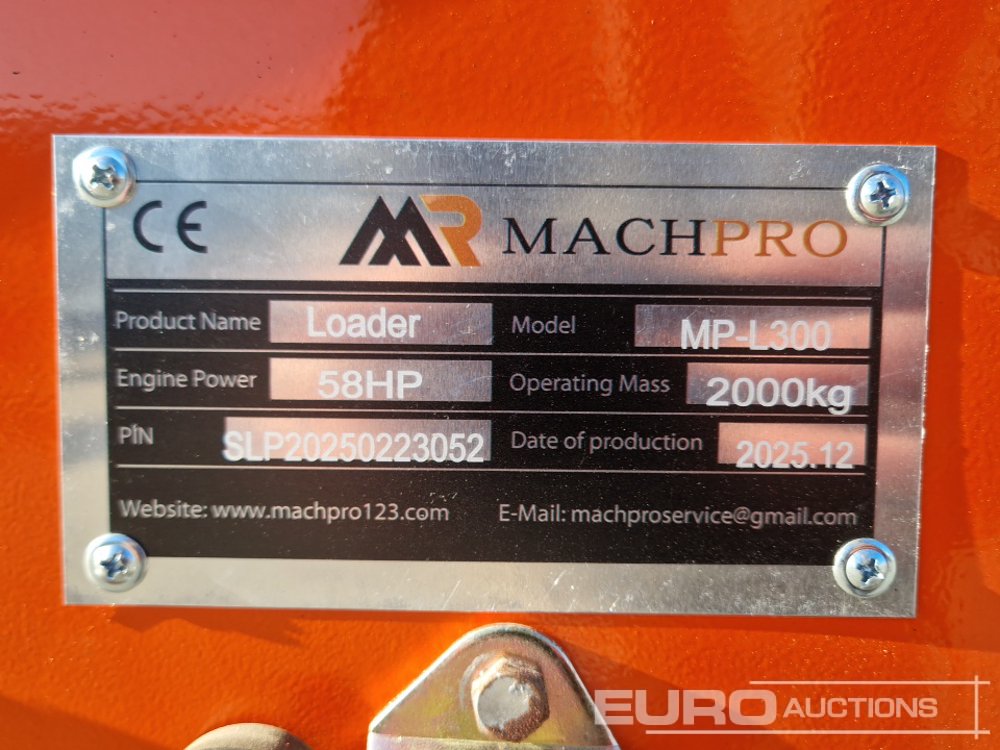 CE MR MACHPRO
Product Name Loader Model MP-L300
Engine Power 58HP Operating Mass 2000kg
PIN SLP20250223052 Date of production 2025.12
Website: www.machpro123.com E-Mail: machproservice@gmail.com
EURO AUCTIONS